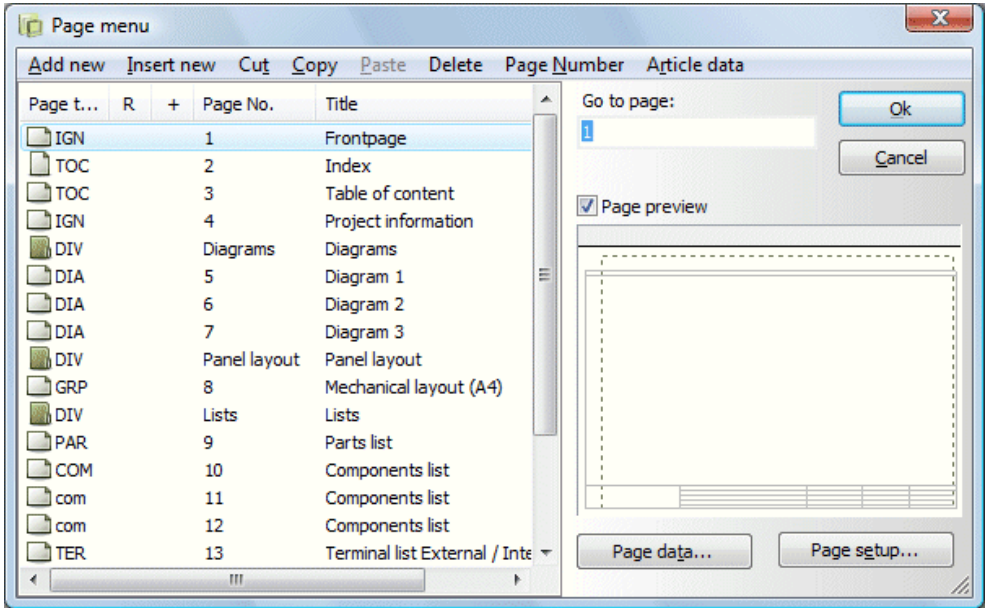 Page menu
Add new Insert new Cut Copy Paste Delete Page Number Article data
Page t... R + Page No. Title
IGN 1 Frontpage
TOC 2 Index
TOC 3 Table of content
IGN 4 Project information
DIV Diagrams Diagrams
DIA 5 Diagram 1
DIA 6 Diagram 2
DIA 7 Diagram 3
DIV Panel layout Panel layout
GRP 8 Mechanical layout (A4)
DIV Lists Lists
PAR 9 Parts list
COM 10 Components list
com 11 Components list
com 12 Components list
TER 13 Terminal list External / Inte
Go to page:
1
Ok
Cancel
Page preview
Page data...
Page setup...